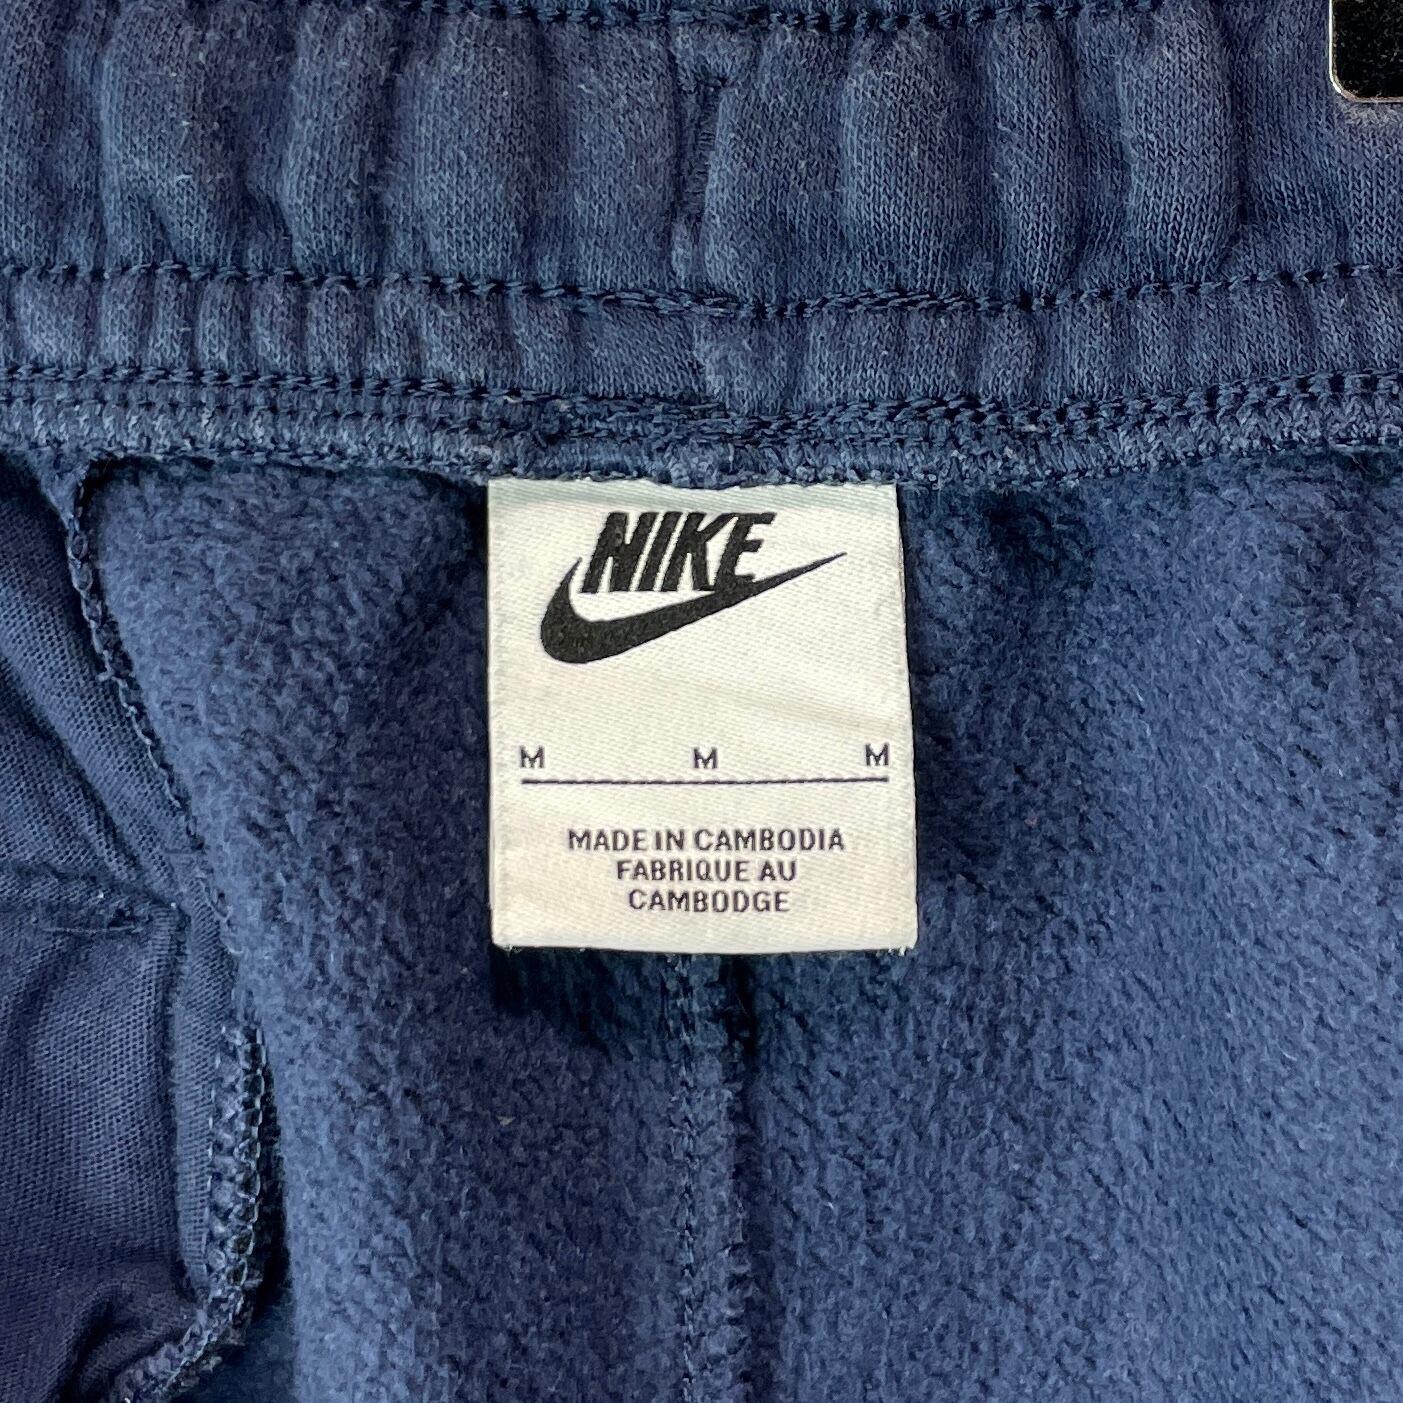 NIKE
M M M
MADE IN CAMBODIA
FABRIQUE AU
CAMBODGE